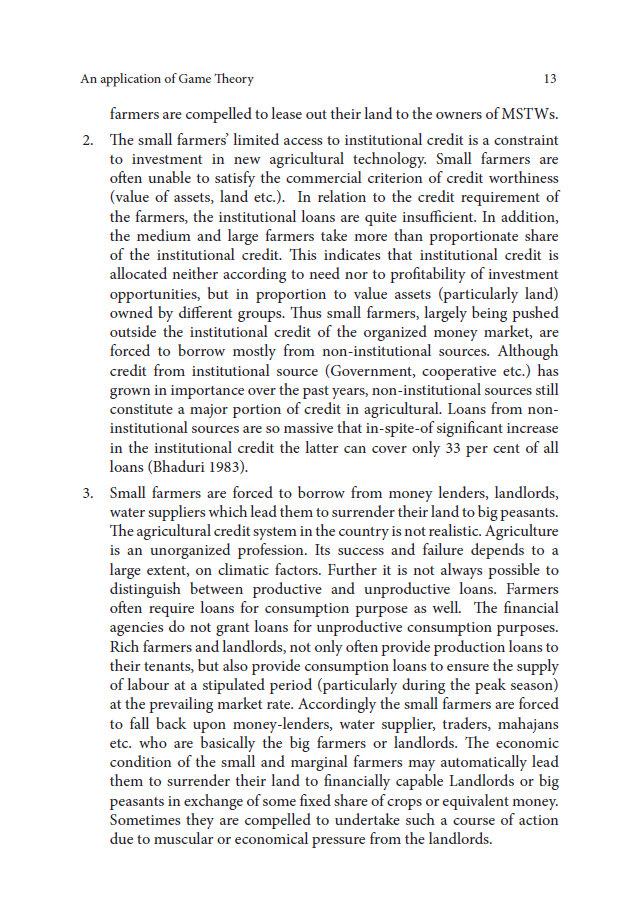 An application of Game Theory 13
farmers are compelled to lease out their land to the owners of MSTWs.
2. The small farmers' limited access to institutional credit is a constraint
to investment in new agricultural technology. Small farmers are
often unable to satisfy the commercial criterion of credit worthiness
(value of assets, land etc.). In relation to the credit requirement of
the farmers, the institutional loans are quite insufficient. In addition,
the medium and large farmers take more than proportionate share
of the institutional credit. This indicates that institutional credit is
allocated neither according to need nor to profitability of investment
opportunities, but in proportion to value assets (particularly land)
owned by different groups. Thus small farmers, largely being pushed
outside the institutional credit of the organized money market, are
forced to borrow mostly from non-institutional sources. Although
credit from institutional source (Government, cooperative etc.) has
grown in importance over the past years, non-institutional sources still
constitute a major portion of credit in agricultural. Loans from non-
institutional sources are so massive that in-spite-of significant increase
in the institutional credit the latter can cover only 33 per cent of all
loans (Bhaduri 1983).
3. Small farmers are forced to borrow from money lenders, landlords,
water suppliers which lead them to surrender their land to big peasants.
The agricultural credit system in the country is not realistic. Agriculture
is an unorganized profession. Its success and failure depends to a
large extent, on climatic factors. Further it is not always possible to
distinguish between productive and unproductive loans. Farmers
often require loans for consumption purpose as well. The financial
agencies do not grant loans for unproductive consumption purposes.
Rich farmers and landlords, not only often provide production loans to
their tenants, but also provide consumption loans to ensure the supply
of labour at a stipulated period (particularly during the peak season)
at the prevailing market rate. Accordingly the small farmers are forced
to fall back upon money-lenders, water supplier, traders, mahajans
etc. who are basically the big farmers or landlords. The economic
condition of the small and marginal farmers may automatically lead
them to surrender their land to financially capable Landlords or big
peasants in exchange of some fixed share of crops or equivalent money.
Sometimes they are compelled to undertake such a course of action
due to muscular or economical pressure from the landlords.